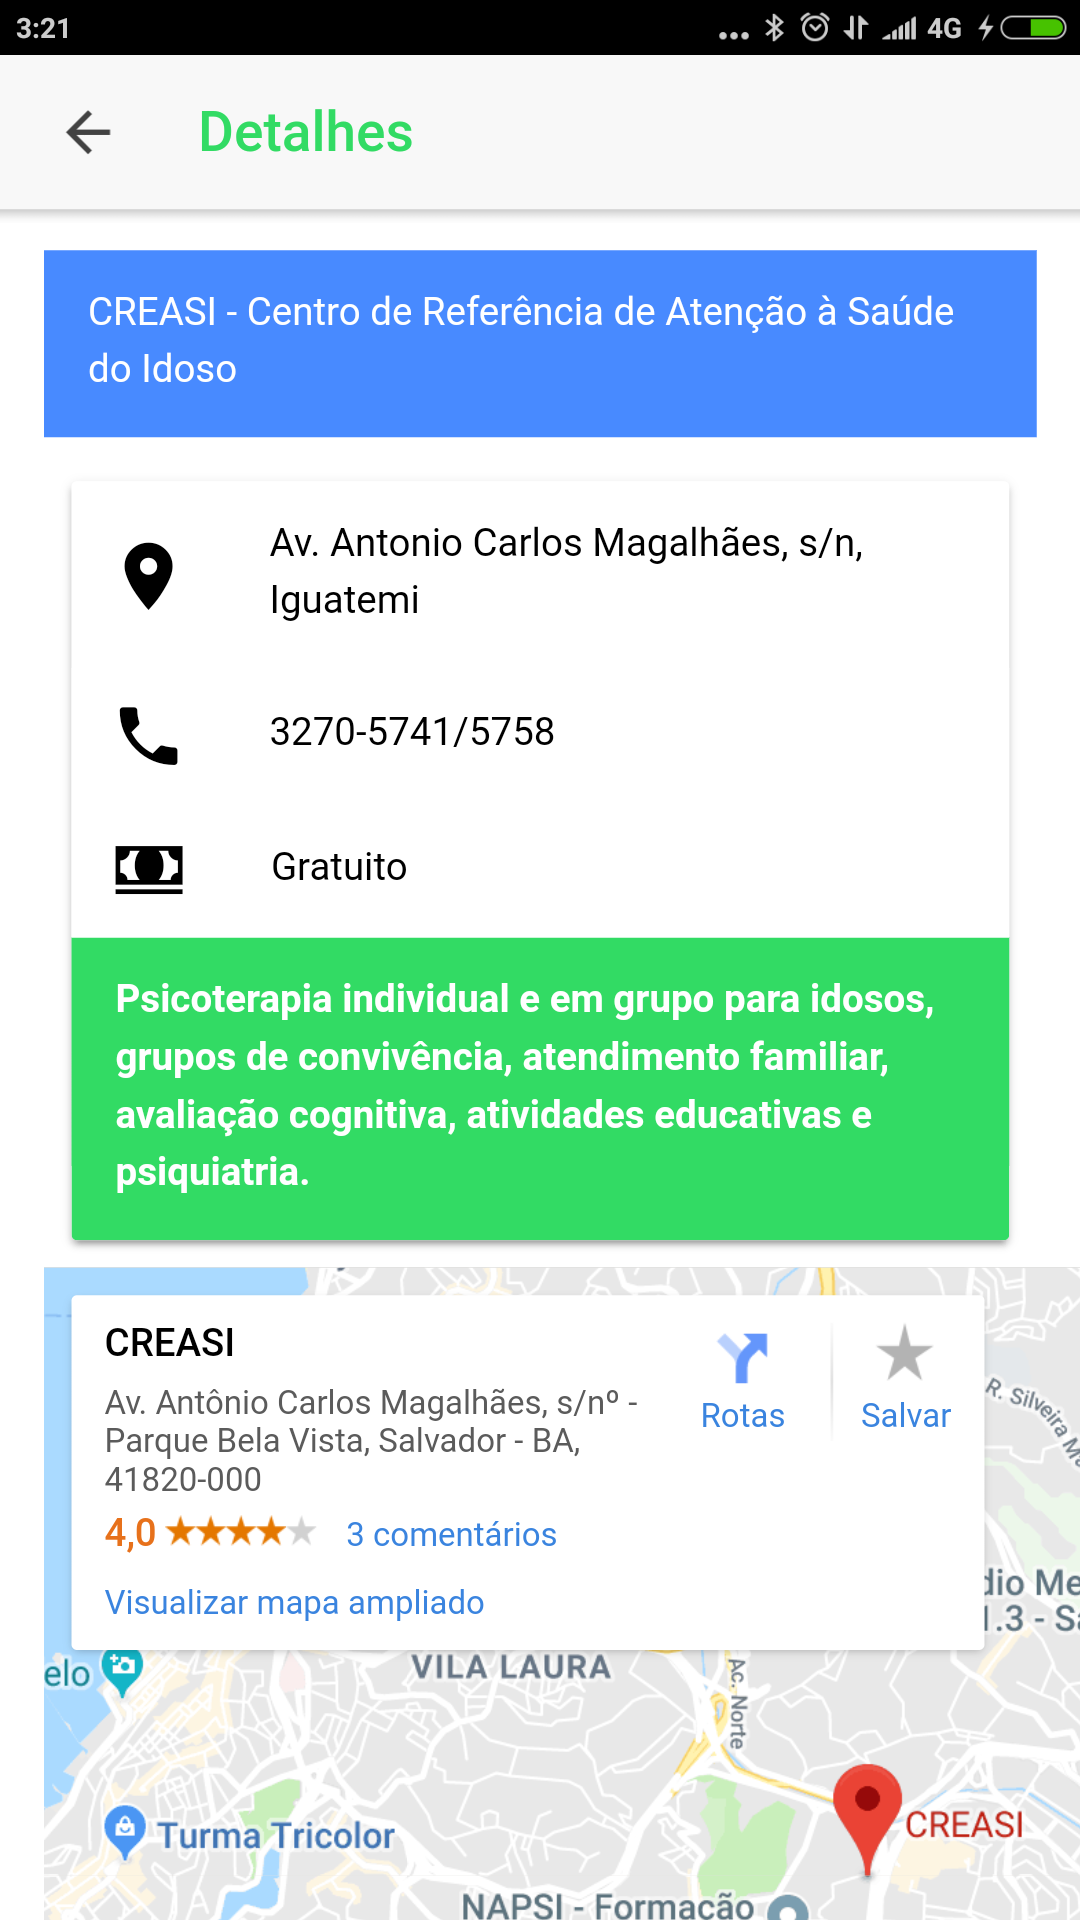 3:21
4G
Detalhes
CREASI - Centro de Referência de Atenção à Saúde
do Idoso
Av. Antonio Carlos Magalhães, s/n,
Iguatemi
3270-5741/5758
Gratuito
Psicoterapia individual e em grupo para idosos,
grupos de convivência, atendimento familiar,
avaliação cognitiva, atividades educativas e
psiquiatria.
CREASI
Av. Antônio Carlos Magalhães, s/nº -
Parque Bela Vista, Salvador - BA,
41820-000
4,0
3 comentários
Visualizar mapa ampliado
Rotas
Salvar
R. Silveira Ma
dio Me
1.3 - Sa
elo
VILA LAURA
Ac. Norte
Turma Tricolor
CREASI
NAPSI - Formação